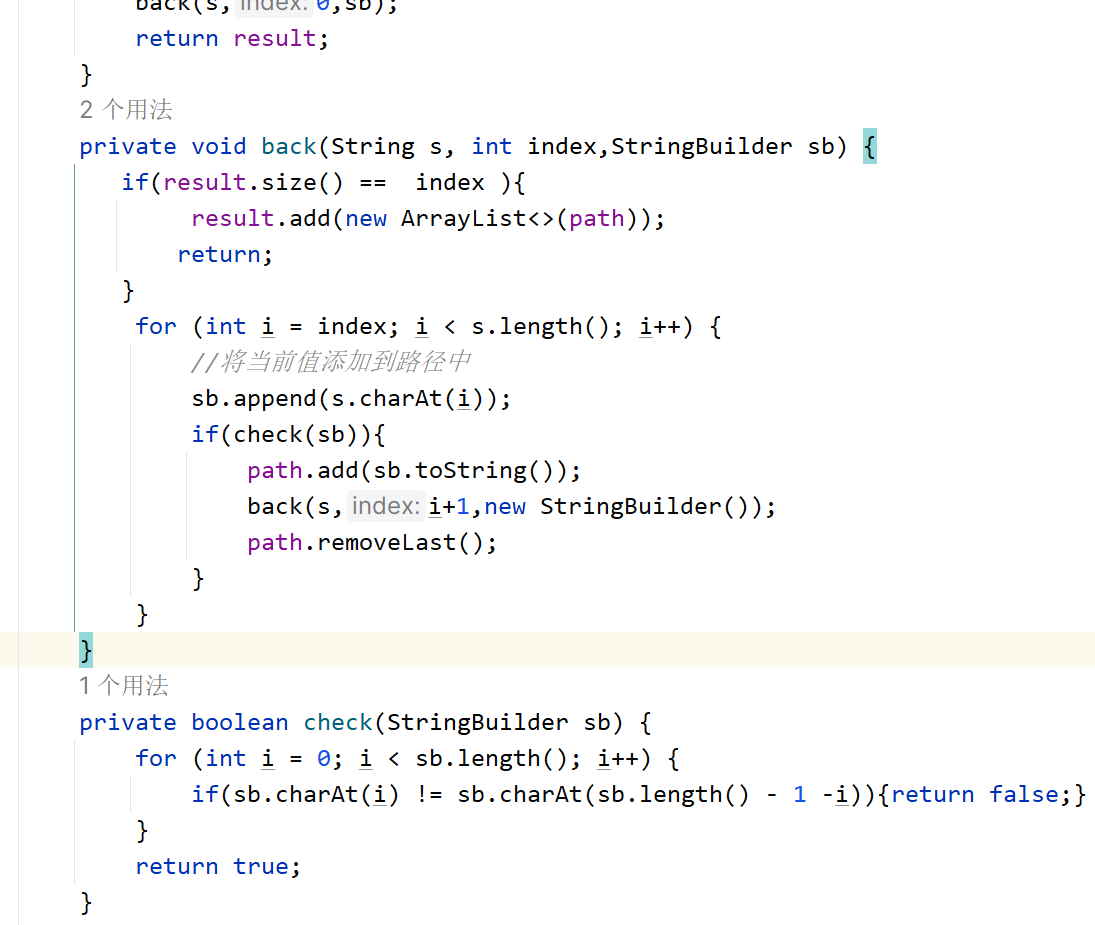 back(s, index: 0,sb);
return result;
}
2 个用法
private void back(String s, int index,StringBuilder sb) {
if(result.size() ==  index ){
result.add(new ArrayList<>(path));
return;
}
for (int i = index; i < s.length(); i++) {
//将当前值添加到路径中
sb.append(s.charAt(i));
if(check(sb)){
path.add(sb.toString());
back(s, index: i+1,new StringBuilder());
path.removeLast();
}
}
}
1 个用法
private boolean check(StringBuilder sb) {
for (int i = 0; i < sb.length(); i++) {
if(sb.charAt(i) != sb.charAt(sb.length() - 1 -i)){return false;}
}
return true;
}